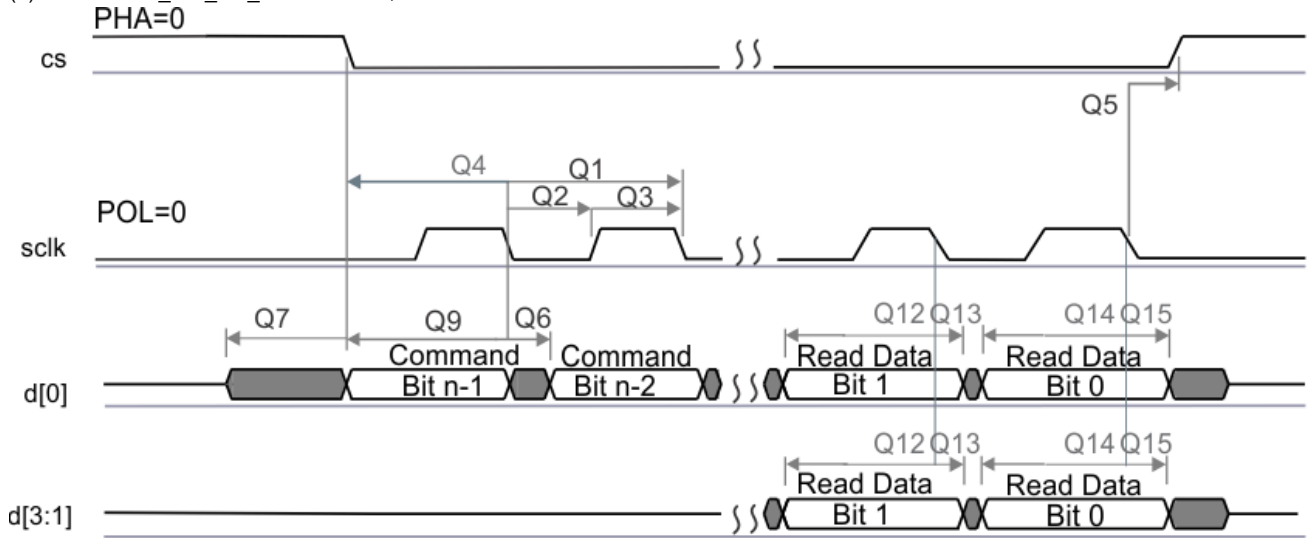 PHA=0
cs
Q5
Q4 Q1
Q2 Q3
POL=0
sclk
Q7 Q9 Q6 Q12 Q13 Q14 Q15
Command Command Read Data Read Data
d[0] Bit n-1 Bit n-2 Bit 1 Bit 0
Q12 Q13 Q14 Q15
Read Data Read Data
d[3:1] Bit 1 Bit 0